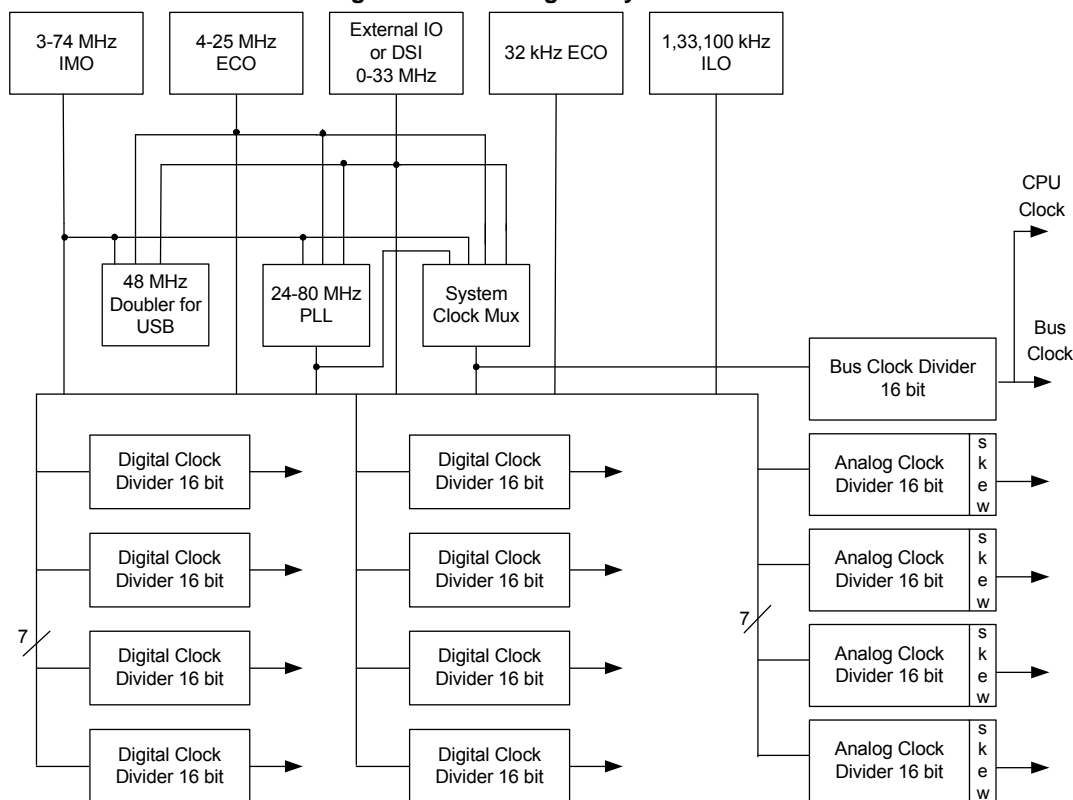 3-74 MHz
IMO
4-25 MHz
ECO
External IO
or DSI
0-33 MHz
32 kHz ECO
1,33,100 kHz
ILO
CPU
Clock
48 MHz
Doubler for
USB
24-80 MHz
PLL
System
Clock Mux
Bus
Clock
Bus Clock Divider
16 bit
Digital Clock
Divider 16 bit
Digital Clock
Divider 16 bit
Analog Clock
Divider 16 bit
s
k
e
w
Digital Clock
Divider 16 bit
Digital Clock
Divider 16 bit
Analog Clock
Divider 16 bit
s
k
e
w
7
7
Digital Clock
Divider 16 bit
Digital Clock
Divider 16 bit
Analog Clock
Divider 16 bit
s
k
e
w
Digital Clock
Divider 16 bit
Digital Clock
Divider 16 bit
Analog Clock
Divider 16 bit
s
k
e
w